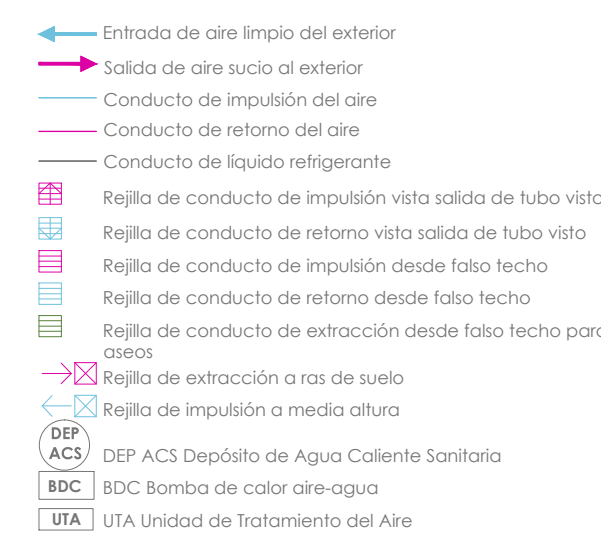 Entrada de aire limpio del exterior
Salida de aire sucio al exterior
Conducto de impulsión del aire
Conducto de retorno del aire
Conducto de líquido refrigerante
Rejilla de conducto de impulsión vista salida de tubo visto
Rejilla de conducto de retorno vista salida de tubo visto
Rejilla de conducto de impulsión desde falso techo
Rejilla de conducto de retorno desde falso techo
Rejilla de conducto de extracción desde falso techo para
aseos
Rejilla de extracción a ras de suelo
Rejilla de impulsión a media altura
DEP
ACS DEP ACS Depósito de Agua Caliente Sanitaria
BDC BDC Bomba de calor aire-agua
UTA UTA Unidad de Tratamiento del Aire